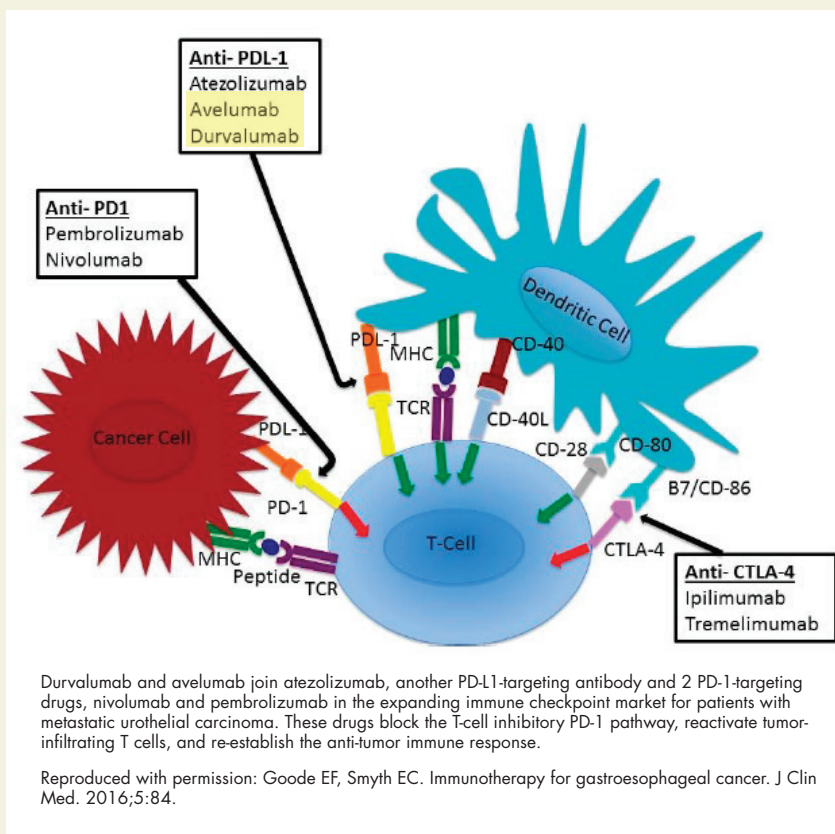 Anti- PDL-1
Atezolizumab
Avelumab
Durvalumab
Anti- PD1
Pembrolizumab
Nivolumab
Dendritic Cell
PDL-1
MHC
CD-40
TCR
CD-40L
Cancer Cell
PDL-1
CD-28
CD-80
B7/CD-86
PD-1
T-Cell
CTLA-4
MHC
Peptide
TCR
Anti- CTLA-4
Ipilimumab
Tremelimumab
Durvalumab and avelumab join atezolizumab, another PD-L1-targeting antibody and 2 PD-1-targeting
drugs, nivolumab and pembrolizumab in the expanding immune checkpoint market for patients with
metastatic urothelial carcinoma. These drugs block the T-cell inhibitory PD-1 pathway, reactivate tumor-
infiltrating T cells, and re-establish the anti-tumor immune response.
Reproduced with permission: Goode EF, Smyth EC. Immunotherapy for gastroesophageal cancer. J Clin
Med. 2016;5:84.